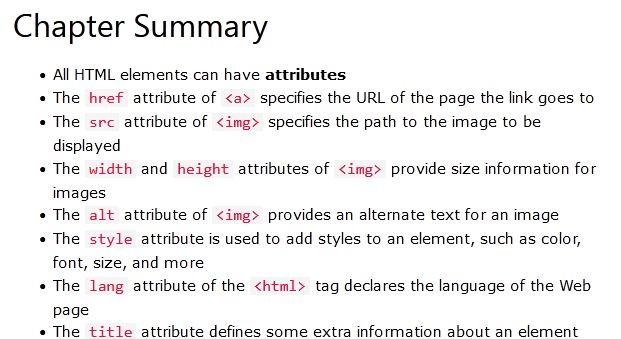 Chapter Summary
• All HTML elements can have attributes
• The href attribute of <a> specifies the URL of the page the link goes to
• The src attribute of <img> specifies the path to the image to be
displayed
• The width and height attributes of <img> provide size information for
images
• The alt attribute of <img> provides an alternate text for an image
• The style attribute is used to add styles to an element, such as color,
font, size, and more
• The lang attribute of the <html> tag declares the language of the Web
page
• The title attribute defines some extra information about an element